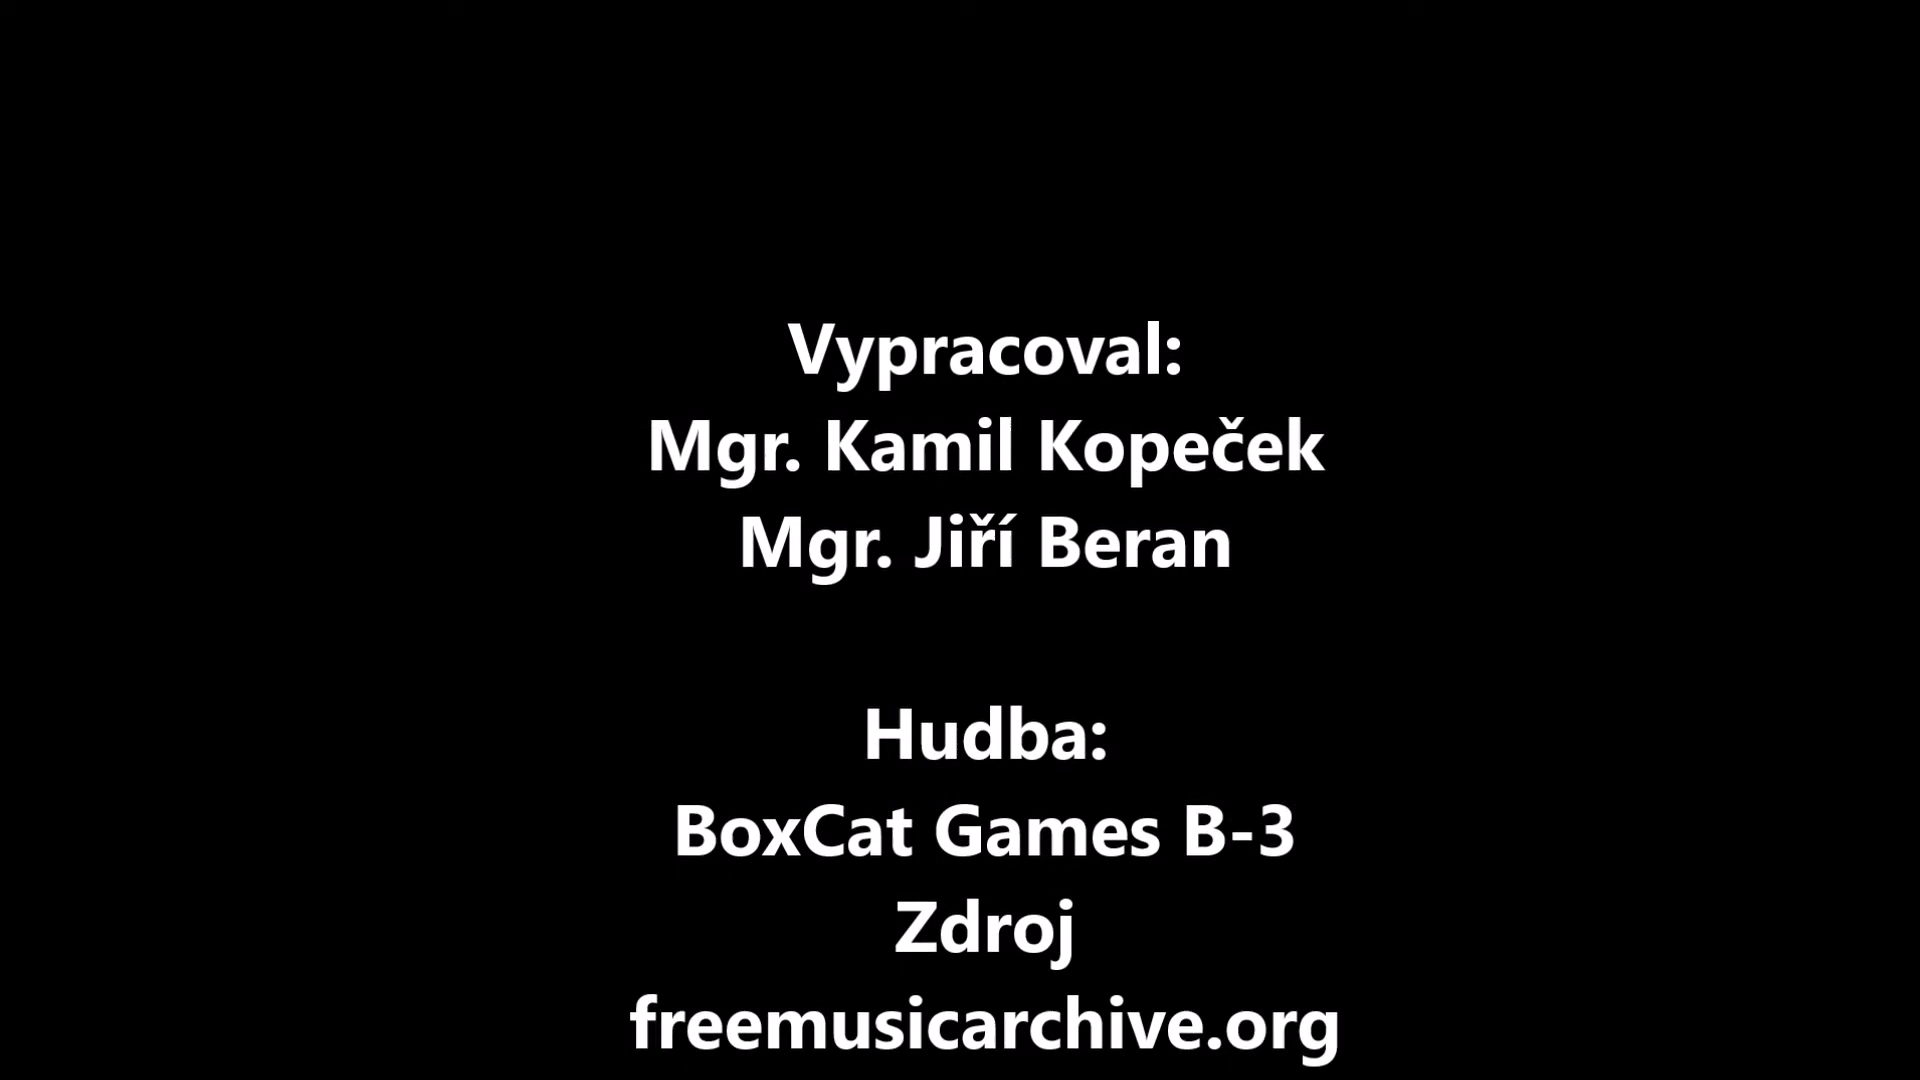 Vypracoval:
Mgr. Kamil Kopeček
Mgr. Jiří Beran
Hudba:
BoxCat Games B-3
Zdroj
freemusicarchive.org